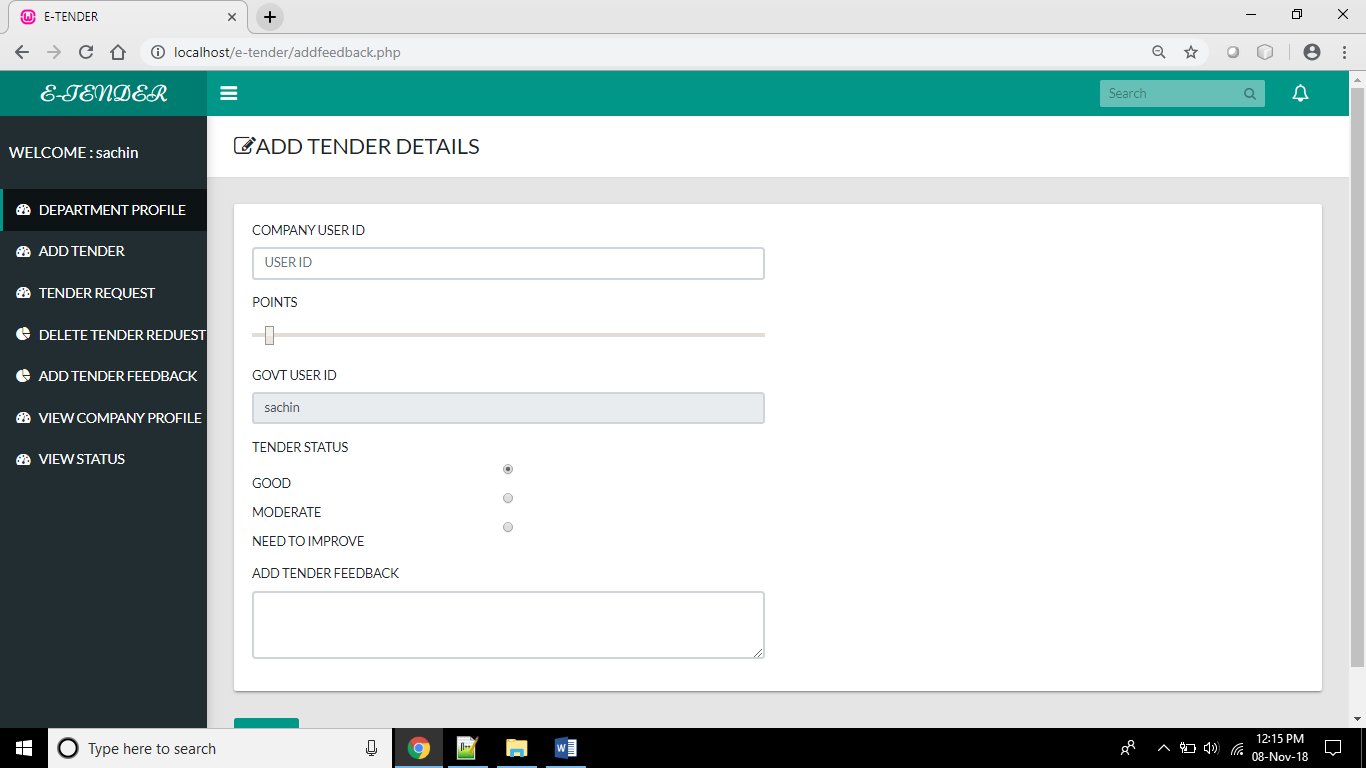 E-TENDER
localhost/e-tender/addfeedback.php
E-TENDER
Search
WELCOME : sachin
ADD TENDER DETAILS
DEPARTMENT PROFILE
ADD TENDER
TENDER REQUEST
DELETE TENDER REDUEST
ADD TENDER FEEDBACK
VIEW COMPANY PROFILE
VIEW STATUS
COMPANY USER ID
USER ID
POINTS
GOVT USER ID
sachin
TENDER STATUS
GOOD
MODERATE
NEED TO IMPROVE
ADD TENDER FEEDBACK
Type here to search
12:15 PM
08-Nov-18